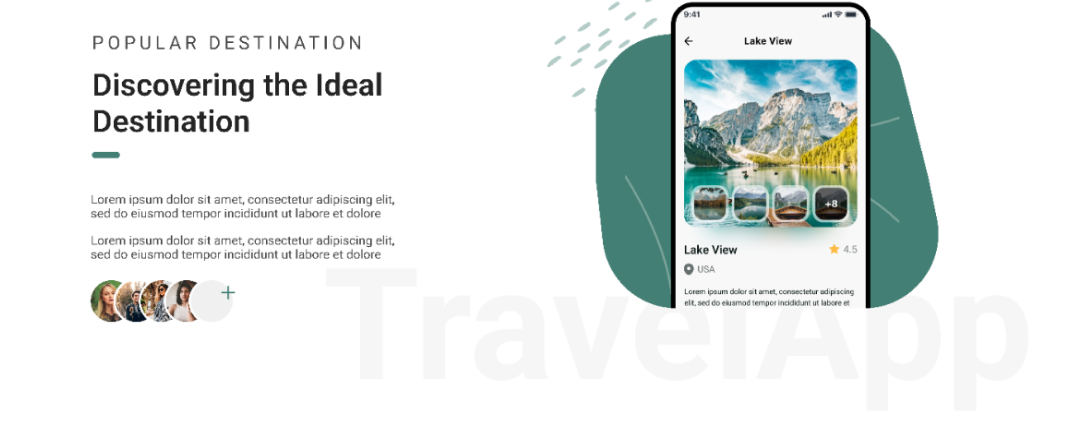 POPULAR DESTINATION
Discovering the Ideal
Destination
Lorem ipsum dolor sit amet, consectetur adipiscing elit,
sed do eiusmod tempor incididunt ut labore et dolore
Lorem ipsum dolor sit amet, consectetur adipiscing elit,
sed do eiusmod tempor incididunt ut labore et dolore
+
9:41
Lake View
+8
Lake View
4.5
USA
Lorem ipsum dolor sit amet, consectetur adipiscing
elit, sed do eiusmod tempor incididunt ut labore et
TravelApp